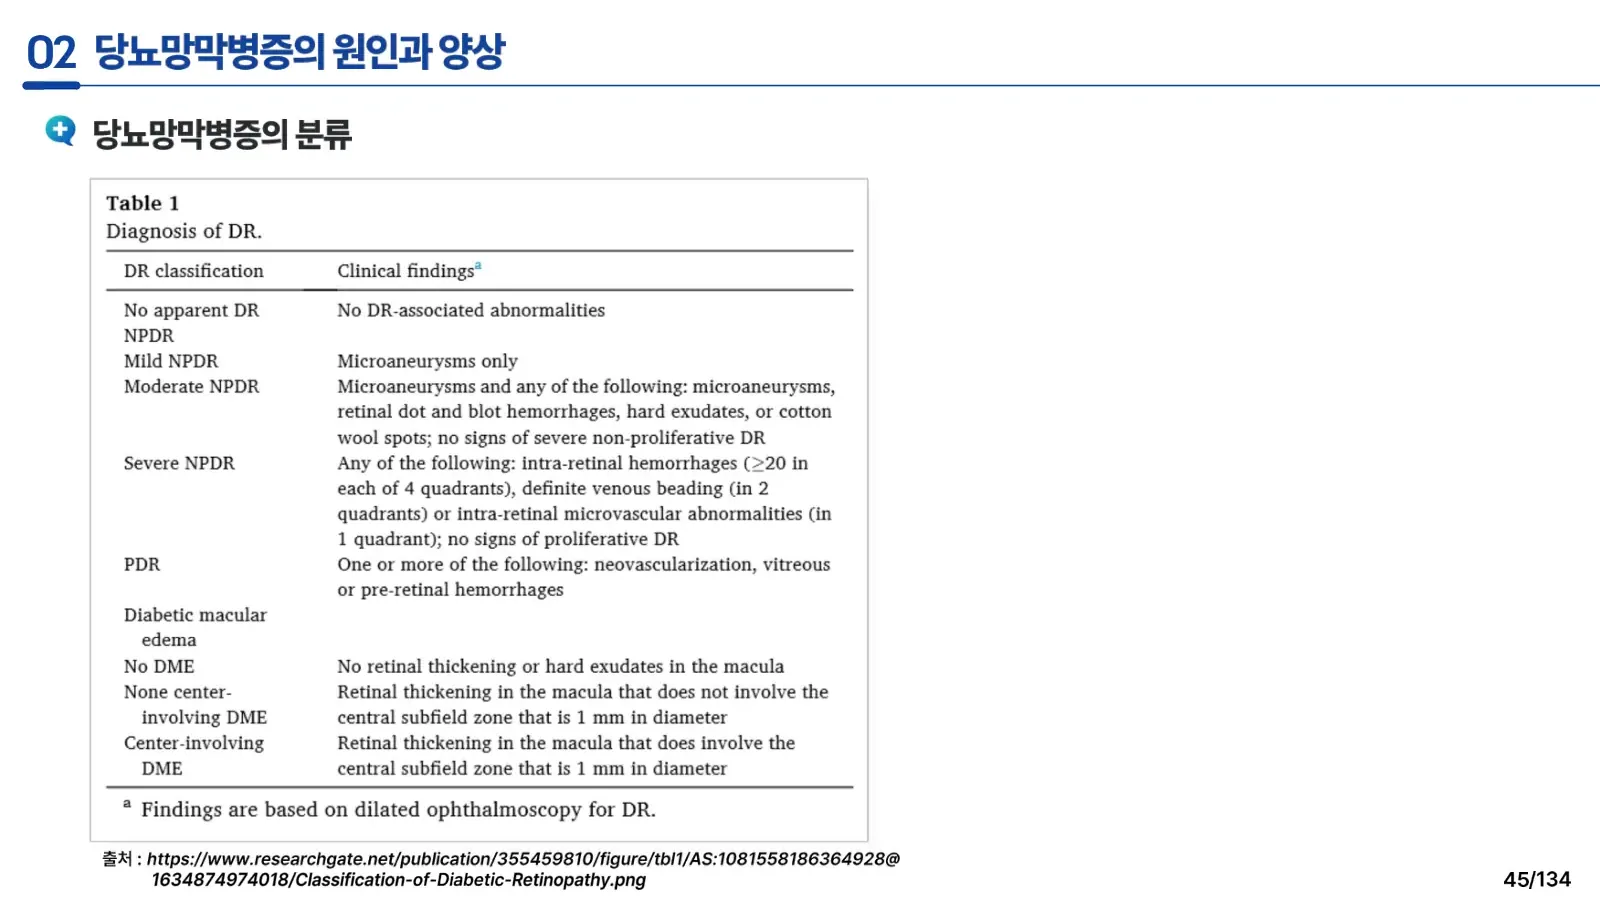 02 당뇨망막병증의 원인과 양상
당뇨망막병증의 분류
Table 1
Diagnosis of DR.
DR classification Clinical findingsᵃ
No apparent DR No DR-associated abnormalities
NPDR
Mild NPDR Microaneurysms only
Moderate NPDR Microaneurysms and any of the following: microaneurysms,
retinal dot and blot hemorrhages, hard exudates, or cotton
wool spots; no signs of severe non-proliferative DR
Severe NPDR Any of the following: intra-retinal hemorrhages (≥20 in
each of 4 quadrants), definite venous beading (in 2
quadrants) or intra-retinal microvascular abnormalities (in
1 quadrant); no signs of proliferative DR
PDR One or more of the following: neovascularization, vitreous
or pre-retinal hemorrhages
Diabetic macular
edema
No DME No retinal thickening or hard exudates in the macula
None center- Retinal thickening in the macula that does not involve the
involving DME central subfield zone that is 1 mm in diameter
Center-involving Retinal thickening in the macula that does involve the
DME central subfield zone that is 1 mm in diameter
ᵃ Findings are based on dilated ophthalmoscopy for DR.
출처 : https://www.researchgate.net/publication/355459810/figure/tbl1/AS:1081558186364928@
1634874974018/Classification-of-Diabetic-Retinopathy.png
45/134